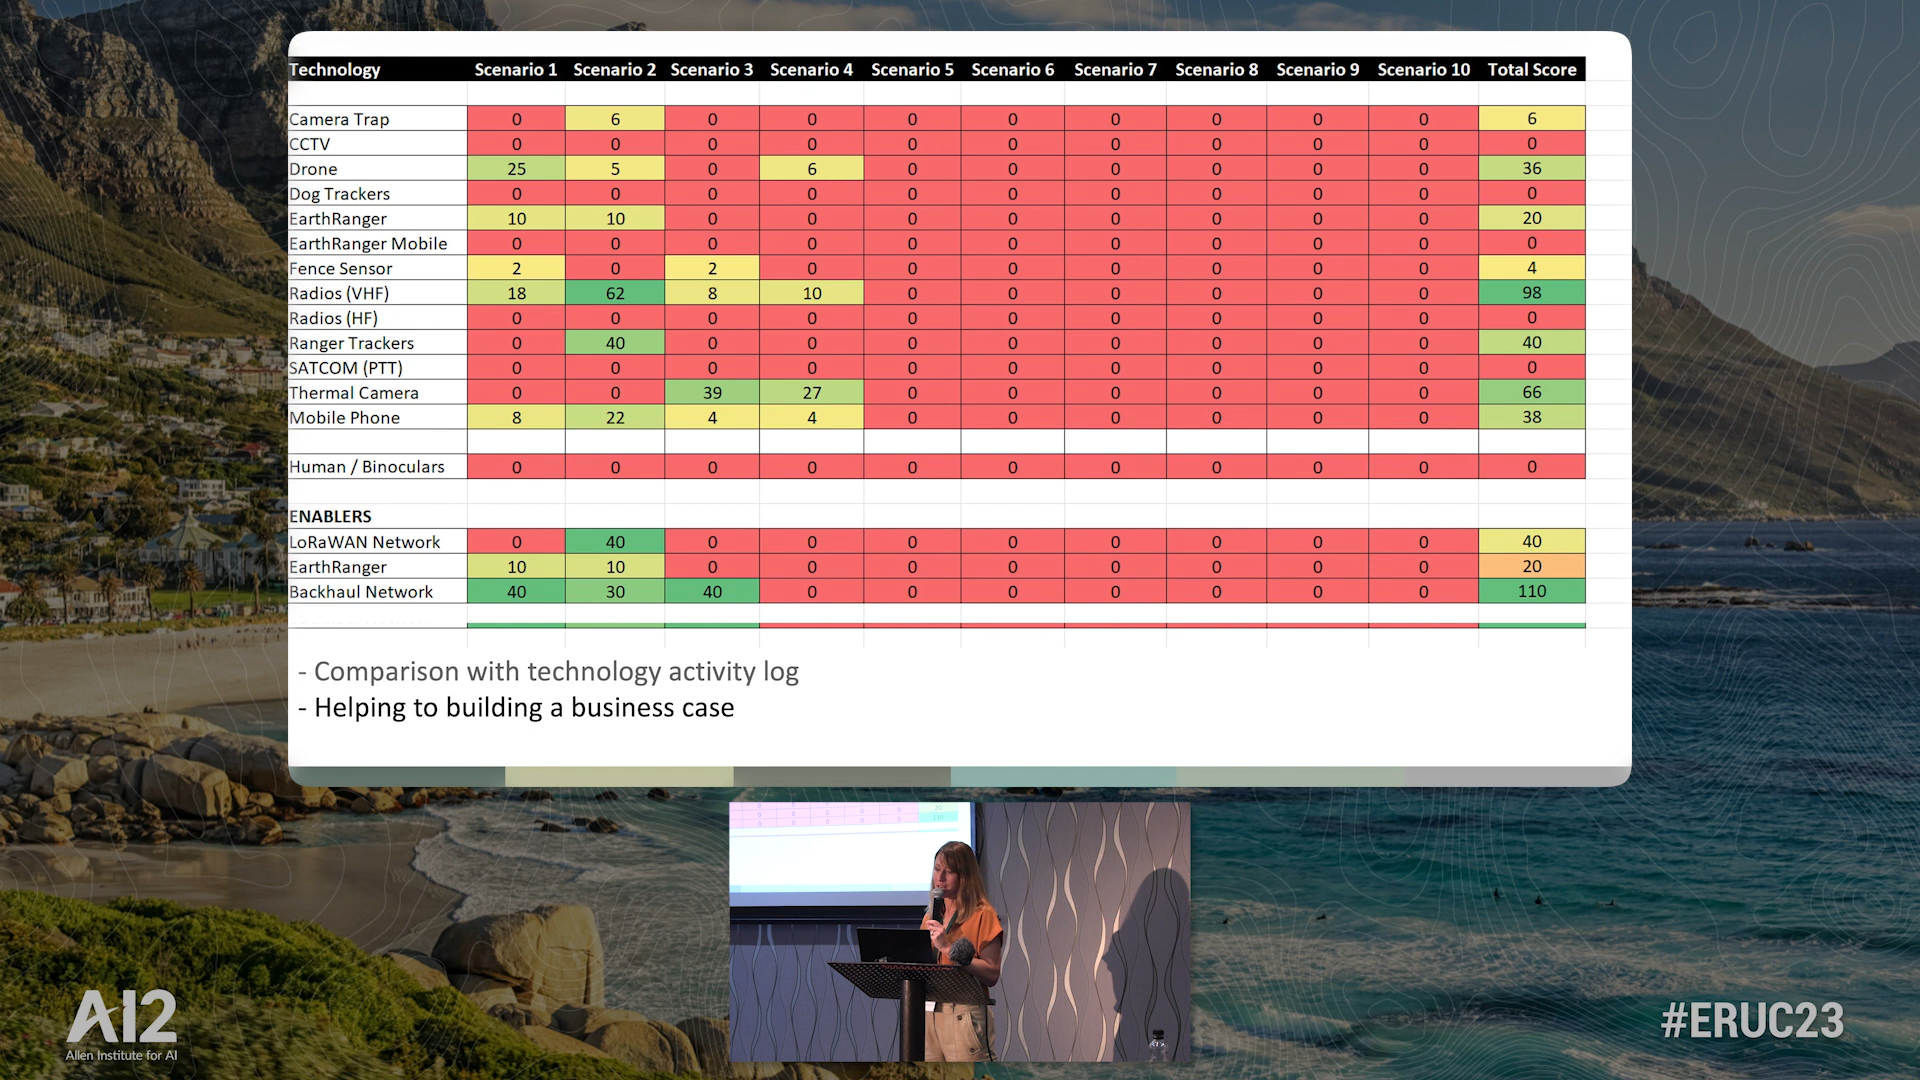 Technology Scenario 1 Scenario 2 Scenario 3 Scenario 4 Scenario 5 Scenario 6 Scenario 7 Scenario 8 Scenario 9 Scenario 10 Total Score
Camera Trap 0 6 0 0 0 0 0 0 0 0 6
CCTV 0 0 0 0 0 0 0 0 0 0 0
Drone 25 5 0 6 0 0 0 0 0 0 36
Dog Trackers 0 0 0 0 0 0 0 0 0 0 0
EarthRanger 10 10 0 0 0 0 0 0 0 0 20
EarthRanger Mobile 0 0 0 0 0 0 0 0 0 0 0
Fence Sensor 2 0 2 0 0 0 0 0 0 0 4
Radios (VHF) 18 62 8 10 0 0 0 0 0 0 98
Radios (HF) 0 0 0 0 0 0 0 0 0 0 0
Ranger Trackers 0 40 0 0 0 0 0 0 0 0 40
SATCOM (PTT) 0 0 0 0 0 0 0 0 0 0 0
Thermal Camera 0 0 39 27 0 0 0 0 0 0 66
Mobile Phone 8 22 4 4 0 0 0 0 0 0 38
Human / Binoculars 0 0 0 0 0 0 0 0 0 0 0
ENABLERS
LoRaWAN Network 0 40 0 0 0 0 0 0 0 0 40
EarthRanger 10 10 0 0 0 0 0 0 0 0 20
Backhaul Network 40 30 40 0 0 0 0 0 0 0 110
- Comparison with technology activity log
- Helping to building a business case
AI2
Allen Institute for AI
#ERUC23